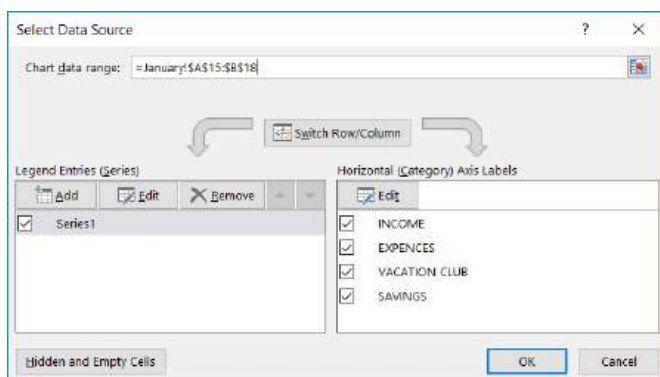 Select Data Source
Chart data range: =January!$A$15:$B$18
Switch Row/Column
Legend Entries (Series)
Add Edit Remove
Series1
Horizontal (Category) Axis Labels
Edit
INCOME
EXPENCES
VACATION CLUB
SAVINGS
Hidden and Empty Cells
OK Cancel